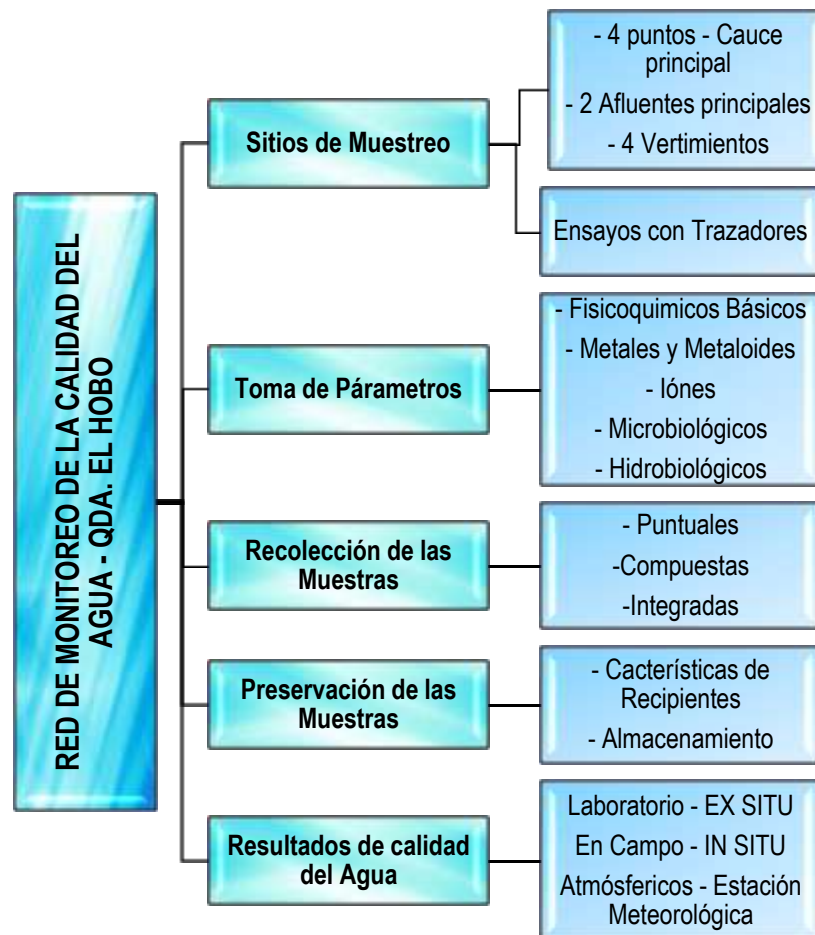 RED DE MONITOREO DE LA CALIDAD DEL
AGUA - QDA. EL HOBO
Sitios de Muestreo
- 4 puntos - Cauce
principal
- 2 Afluentes principales
- 4 Vertimientos
Ensayos con Trazadores
Toma de Párametros
- Fisicoquimicos Básicos
- Metales y Metaloides
- Iónes
- Microbiológicos
- Hidrobiológicos
Recolección de las
Muestras
- Puntuales
-Compuestas
-Integradas
Preservación de las
Muestras
- Cacterísticas de
Recipientes
- Almacenamiento
Resultados de calidad
del Agua
Laboratorio - EX SITU
En Campo - IN SITU
Atmósfericos - Estación
Meteorológica